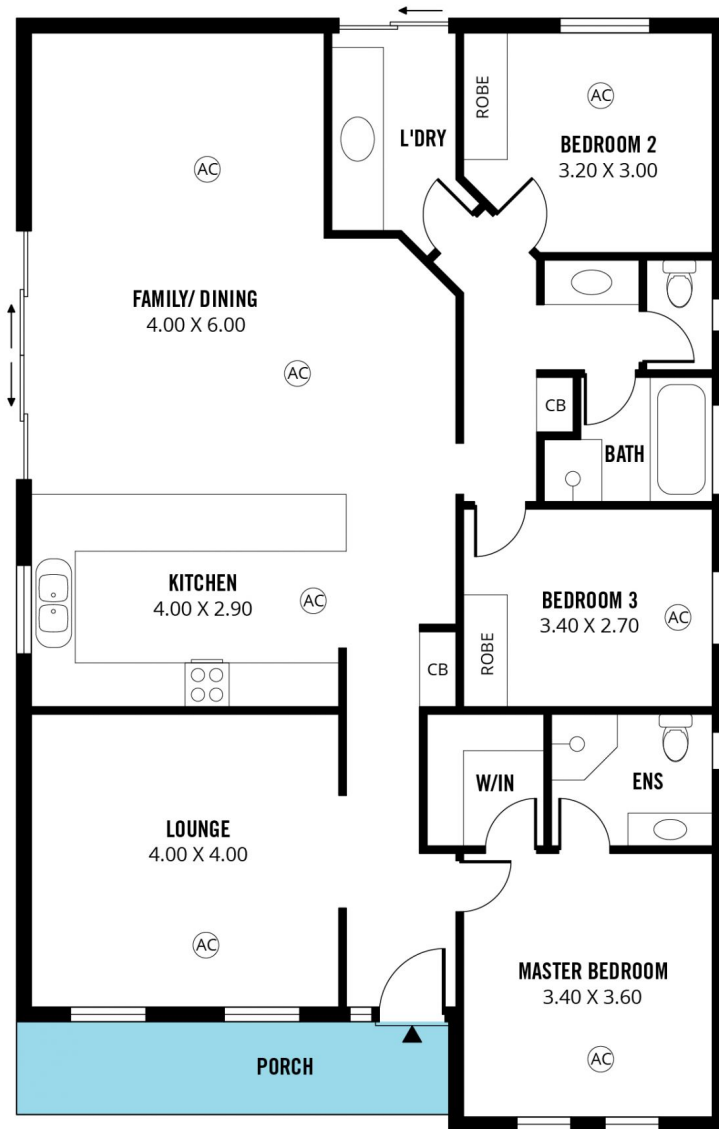 ROBE
AC
BEDROOM 2
3.20 X 3.00
L'DRY
AC
FAMILY/ DINING
4.00 X 6.00
AC
CB
BATH
KITCHEN
4.00 X 2.90
AC
BEDROOM 3
3.40 X 2.70
AC
ROBE
CB
W/IN
ENS
LOUNGE
4.00 X 4.00
AC
MASTER BEDROOM
3.40 X 3.60
AC
PORCH